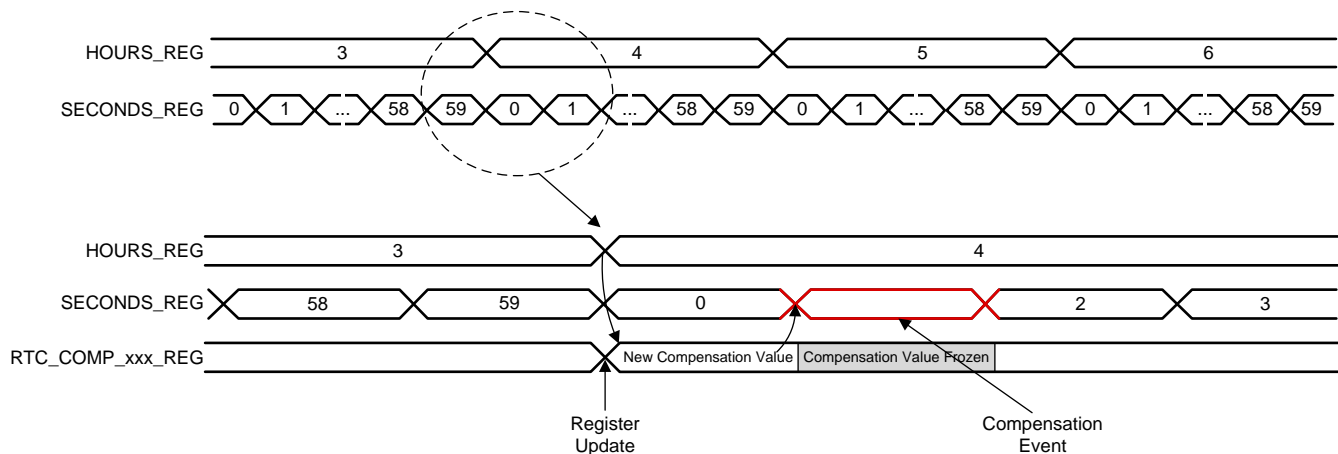 HOURS_REG 3 4 5 6
SECONDS_REG 0 1 ... 58 59 0 1 ... 58 59 0 1 ... 58 59 0 1 ... 58 59
HOURS_REG 3 4
SECONDS_REG 58 59 0 2 3
RTC_COMP_xxx_REG New Compensation Value Compensation Value Frozen
Register
Update
Compensation
Event